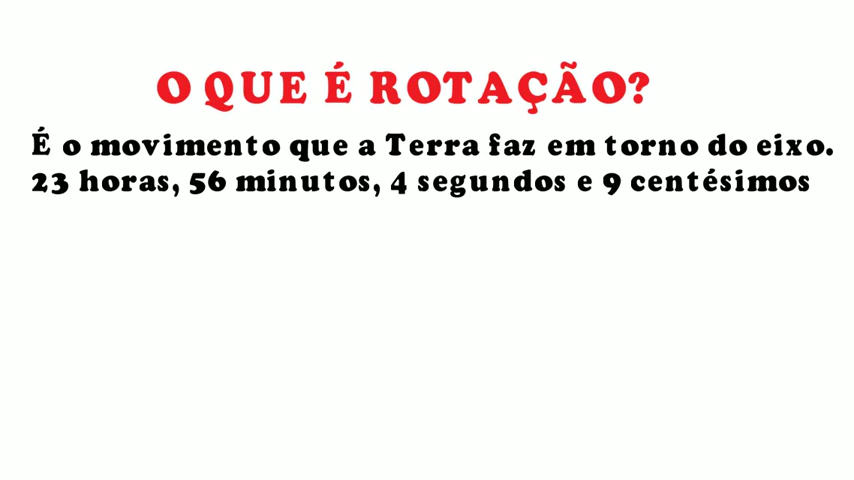 O QUE É ROTAÇÃO?
É o movimento que a Terra faz em torno do eixo.
23 horas, 56 minutos, 4 segundos e 9 centésimos